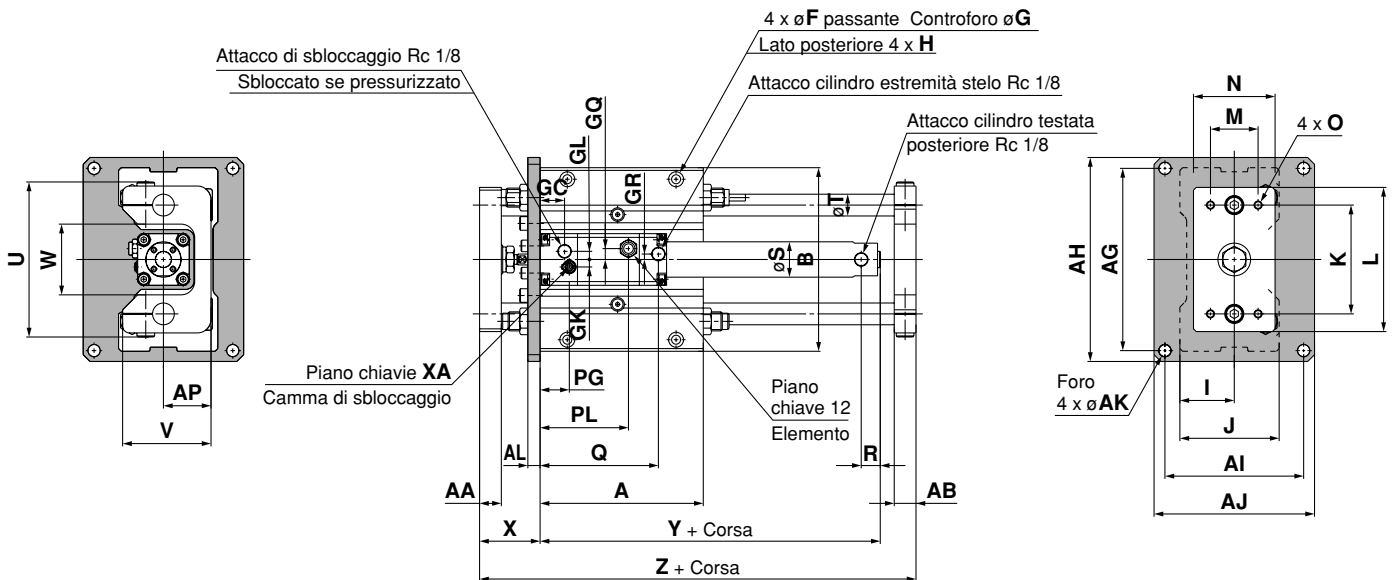 4 x øF passante Controforo øG
Lato posteriore 4 x H
Attacco di sbloccaggio Rc 1/8
Sbloccato se pressurizzato
Attacco cilindro estremità stelo Rc 1/8
Attacco cilindro testata
posteriore Rc 1/8
GQ
GL
GC
GR
GK
øT
øS
B
U
W
AP
V
Piano chiavie XA
Camma di sbloccaggio
PG
PL
Piano
chiave 12
Elemento
AL
Q
R
AA
A
AB
X
Y + Corsa
Z + Corsa
N
M
4 x O
AH
AG
K
L
Foro
4 x øAK
I
J
AI
AJ